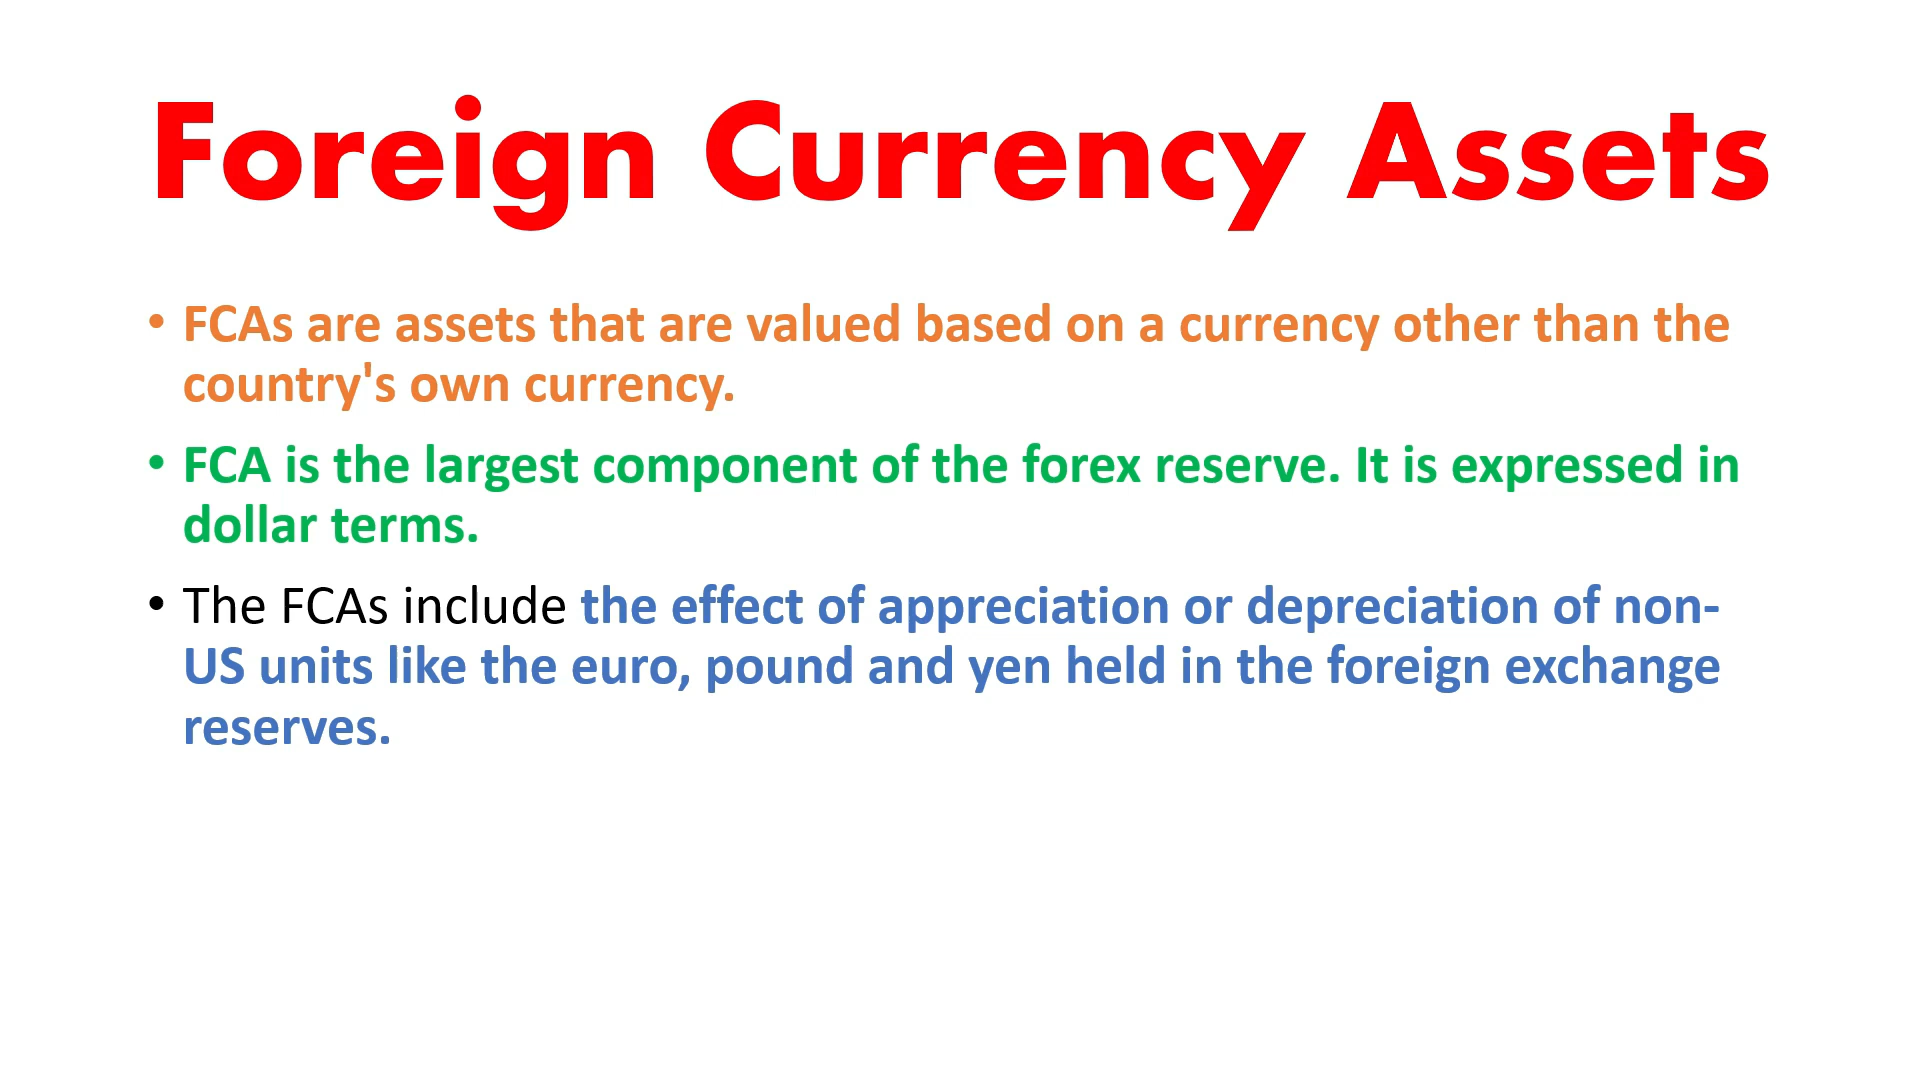 Foreign Currency Assets
• FCAs are assets that are valued based on a currency other than the
country's own currency.
• FCA is the largest component of the forex reserve. It is expressed in
dollar terms.
• The FCAs include the effect of appreciation or depreciation of non-
US units like the euro, pound and yen held in the foreign exchange
reserves.